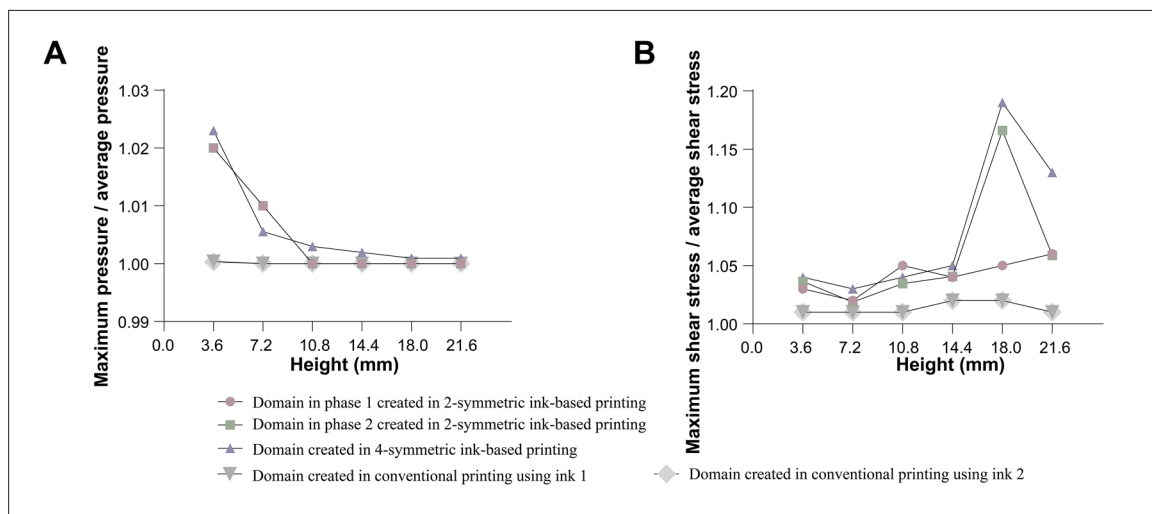 A
B
Maximum pressure / average pressure
1.03
1.02
1.01
1.00
0.99
0.0 3.6 7.2 10.8 14.4 18.0 21.6
Height (mm)
Maximum shear stress / average shear stress
1.20
1.15
1.10
1.05
1.00
0.0 3.6 7.2 10.8 14.4 18.0 21.6
Height (mm)
Domain in phase 1 created in 2-symmetric ink-based printing
Domain in phase 2 created in 2-symmetric ink-based printing
Domain created in 4-symmetric ink-based printing
Domain created in conventional printing using ink 1
Domain created in conventional printing using ink 2